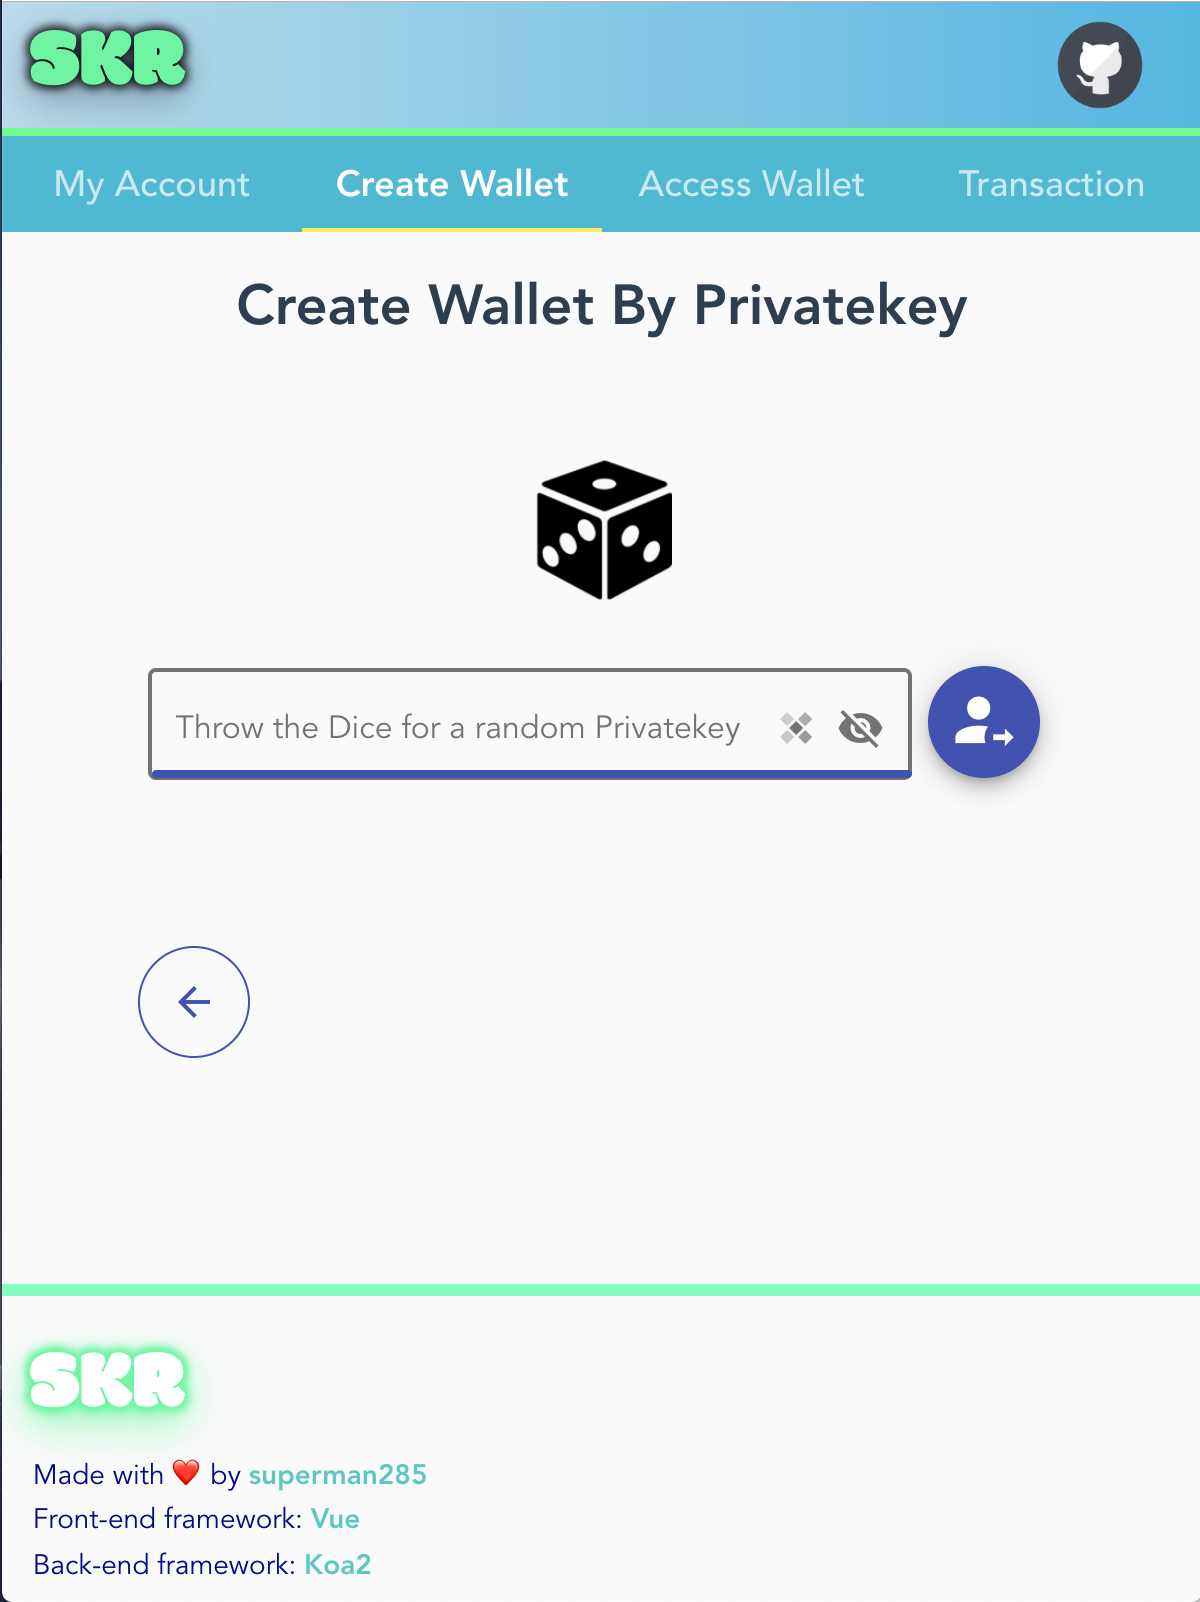 SKR
My Account Create Wallet Access Wallet Transaction
Create Wallet By Privatekey
Throw the Dice for a random Privatekey
SKR
Made with ❤️ by superman285
Front-end framework: Vue
Back-end framework: Koa2